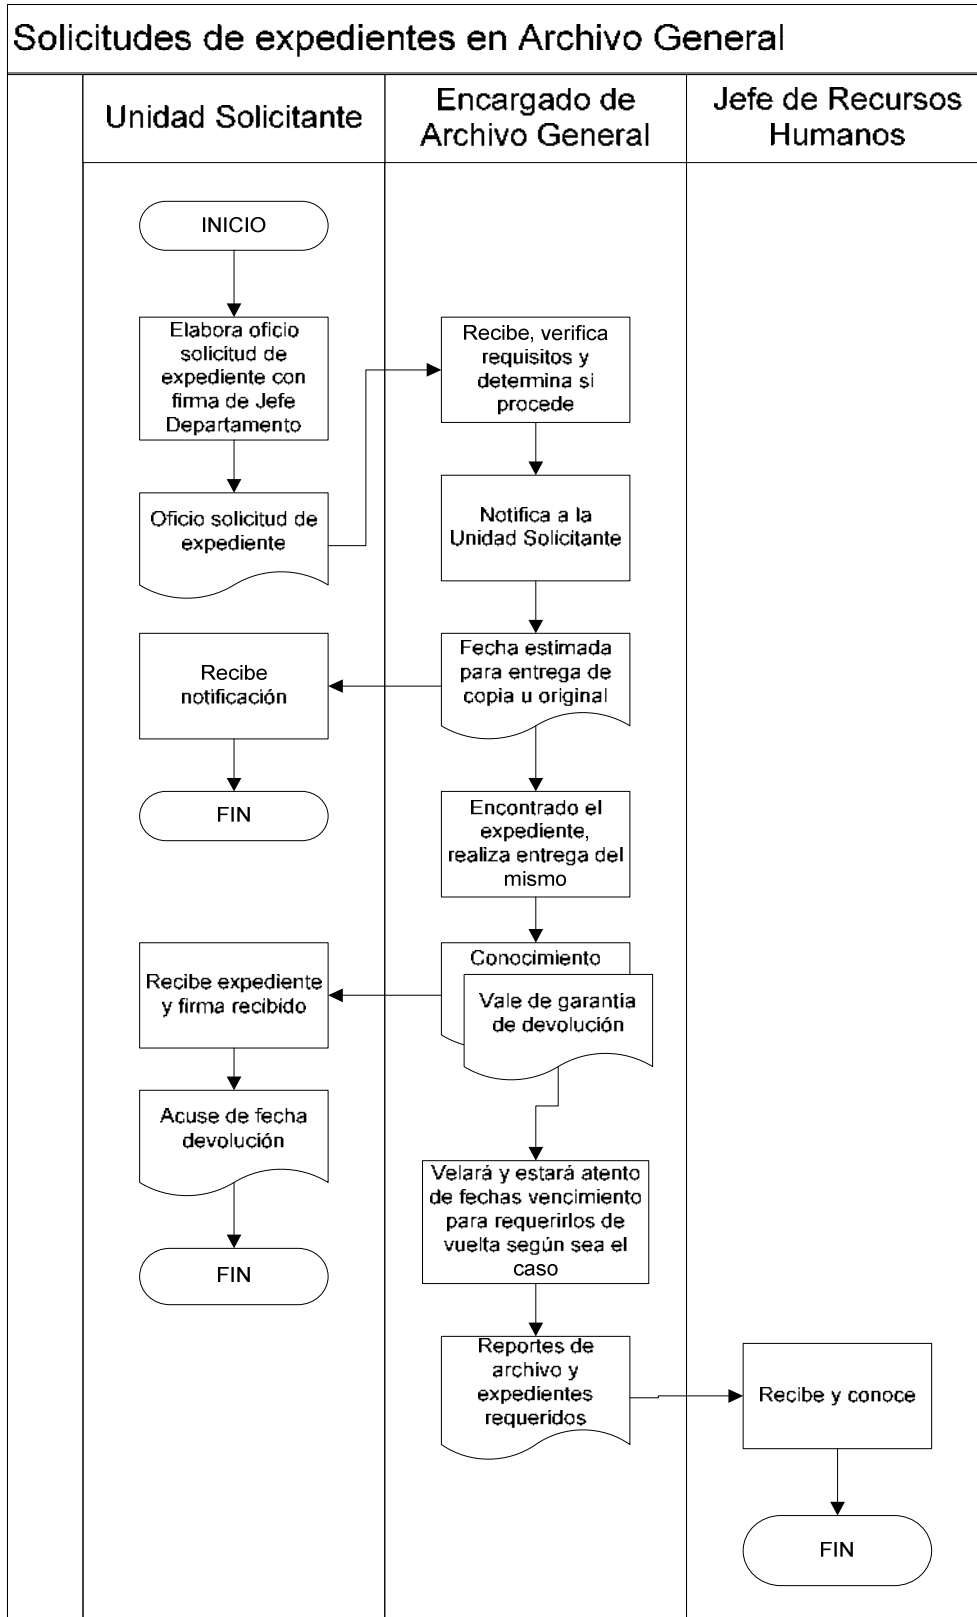 Solicitudes de expedientes en Archivo General
Unidad Solicitante
Encargado de
Archivo General
Jefe de Recursos
Humanos
INICIO
Elabora oficio
solicitud de
expediente con
firma de Jefe
Departamento
Recibe, verifica
requisitos y
determina si
procede
Oficio solicitud de
expediente
Notifica a la
Unidad Solicitante
Recibe
notificación
Fecha estimada
para entrega de
copia u original
FIN
Encontrado el
expediente,
realiza entrega del
mismo
Recibe expediente
y firma recibido
Conocimiento
Vale de garantía
de devolución
Acuse de fecha
devolución
Velará y estará atento
de fechas vencimiento
para requerirlos de
vuelta según sea el
caso
FIN
Reportes de
archivo y
expedientes
requeridos
Recibe y conoce
FIN